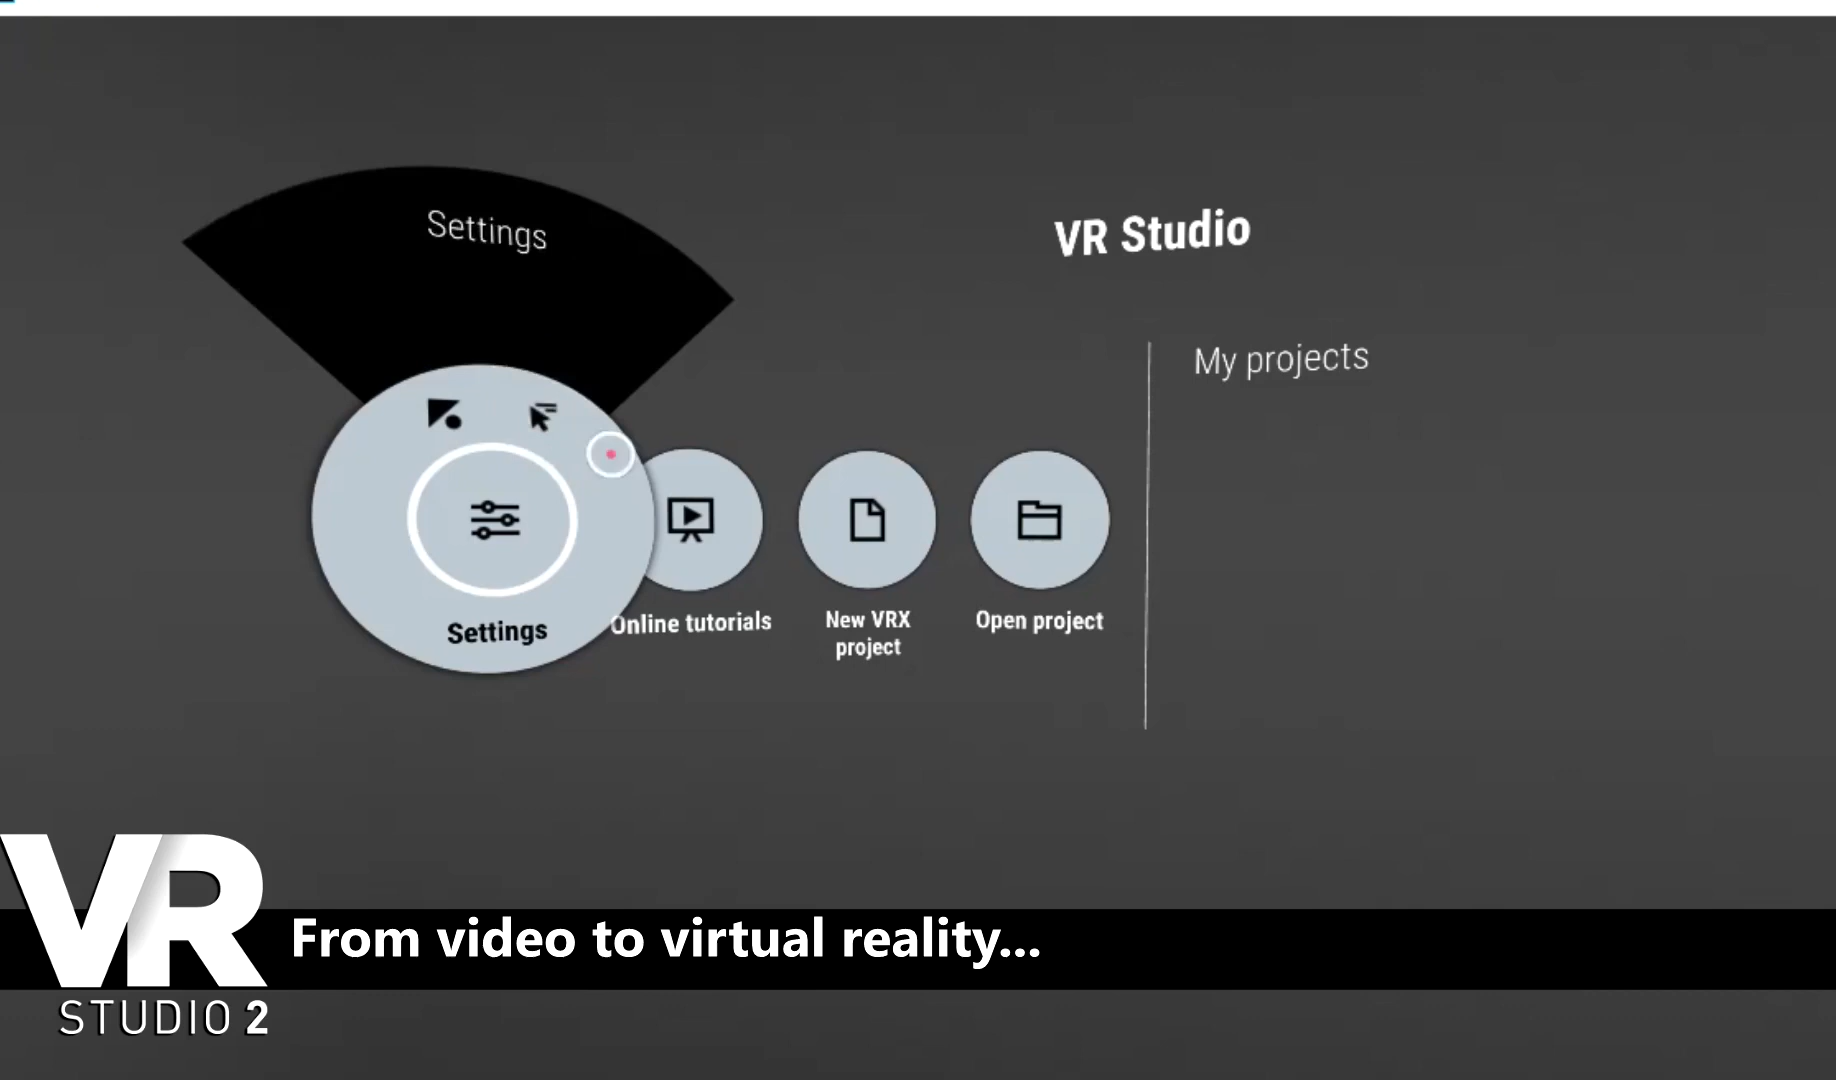 Settings
VR Studio
My projects
Settings
Online tutorials
New VRX
project
Open project
VR
STUDIO 2
From video to virtual reality...